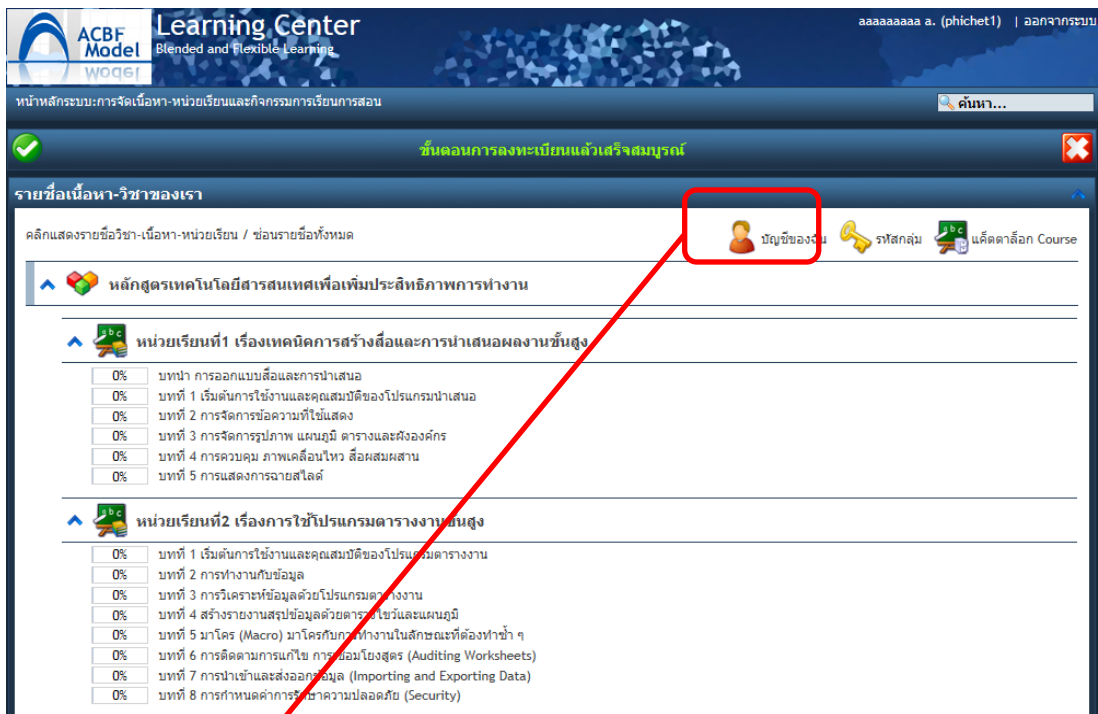 ACBF
Model
Learning Center
Blended and Flexible Learning
aaaaaaaaa a. (phichet1) | ออกจากระบบ
หน้าหลักระบบ:การจัดเนื้อหา-หน่วยเรียนและกิจกรรมการเรียนการสอน
ค้นหา...
ขั้นตอนการลงทะเบียนแล้วเสร็จสมบูรณ์
รายชื่อเนื้อหา-วิชาของเรา
คลิกแสดงรายชื่อวิชา-เนื้อหา-หน่วยเรียน / ซ่อนรายชื่อทั้งหมด
บัญชีของฉัน รหัสกลุ่ม แค็ตตาล็อก Course
หลักสูตรเทคโนโลยีสารสนเทศเพื่อเพิ่มประสิทธิภาพการทำงาน
หน่วยเรียนที่1 เรื่องเทคนิคการสร้างสื่อและการนำเสนอผลงานขั้นสูง
0% บทนำ การออกแบบสื่อและการนำเสนอ
0% บทที่ 1 เริ่มต้นการใช้งานและคุณสมบัติของโปรแกรมนำเสนอ
0% บทที่ 2 การจัดการข้อความที่ใช้แสดง
0% บทที่ 3 การจัดการรูปภาพ แผนภูมิ ตารางและผังองค์กร
0% บทที่ 4 การควบคุม ภาพเคลื่อนไหว สื่อผสมผสาน
0% บทที่ 5 การแสดงการฉายสไลด์
หน่วยเรียนที่2 เรื่องการใช้โปรแกรมตารางงานขั้นสูง
0% บทที่ 1 เริ่มต้นการใช้งานและคุณสมบัติของโปรแกรมตารางงาน
0% บทที่ 2 การทำงานกับข้อมูล
0% บทที่ 3 การวิเคราะห์ข้อมูลด้วยโปรแกรมตารางงาน
0% บทที่ 4 สร้างรายงานสรุปข้อมูลด้วยตารางไขว้และแผนภูมิ
0% บทที่ 5 มาโคร (Macro) มาโครกับการทำงานในลักษณะที่ต้องทำซ้ำ ๆ
0% บทที่ 6 การติดตามการแก้ไข การเชื่อมโยงสูตร (Auditing Worksheets)
0% บทที่ 7 การนำเข้าและส่งออกข้อมูล (Importing and Exporting Data)
0% บทที่ 8 การกำหนดค่าการรักษาความปลอดภัย (Security)